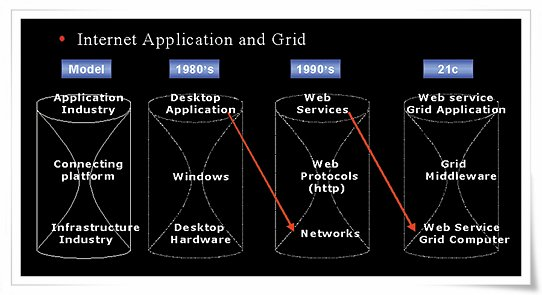 • Internet Application and Grid
Model 1980's 1990's 21c
Application
Industry
Desktop
Application
Web
Services
Web service
Grid Application
Connecting
platform
Windows
Web
Protocols
(http)
Grid
Middleware
Infrastructure
Industry
Desktop
Hardware
Networks
Web Service
Grid Computer